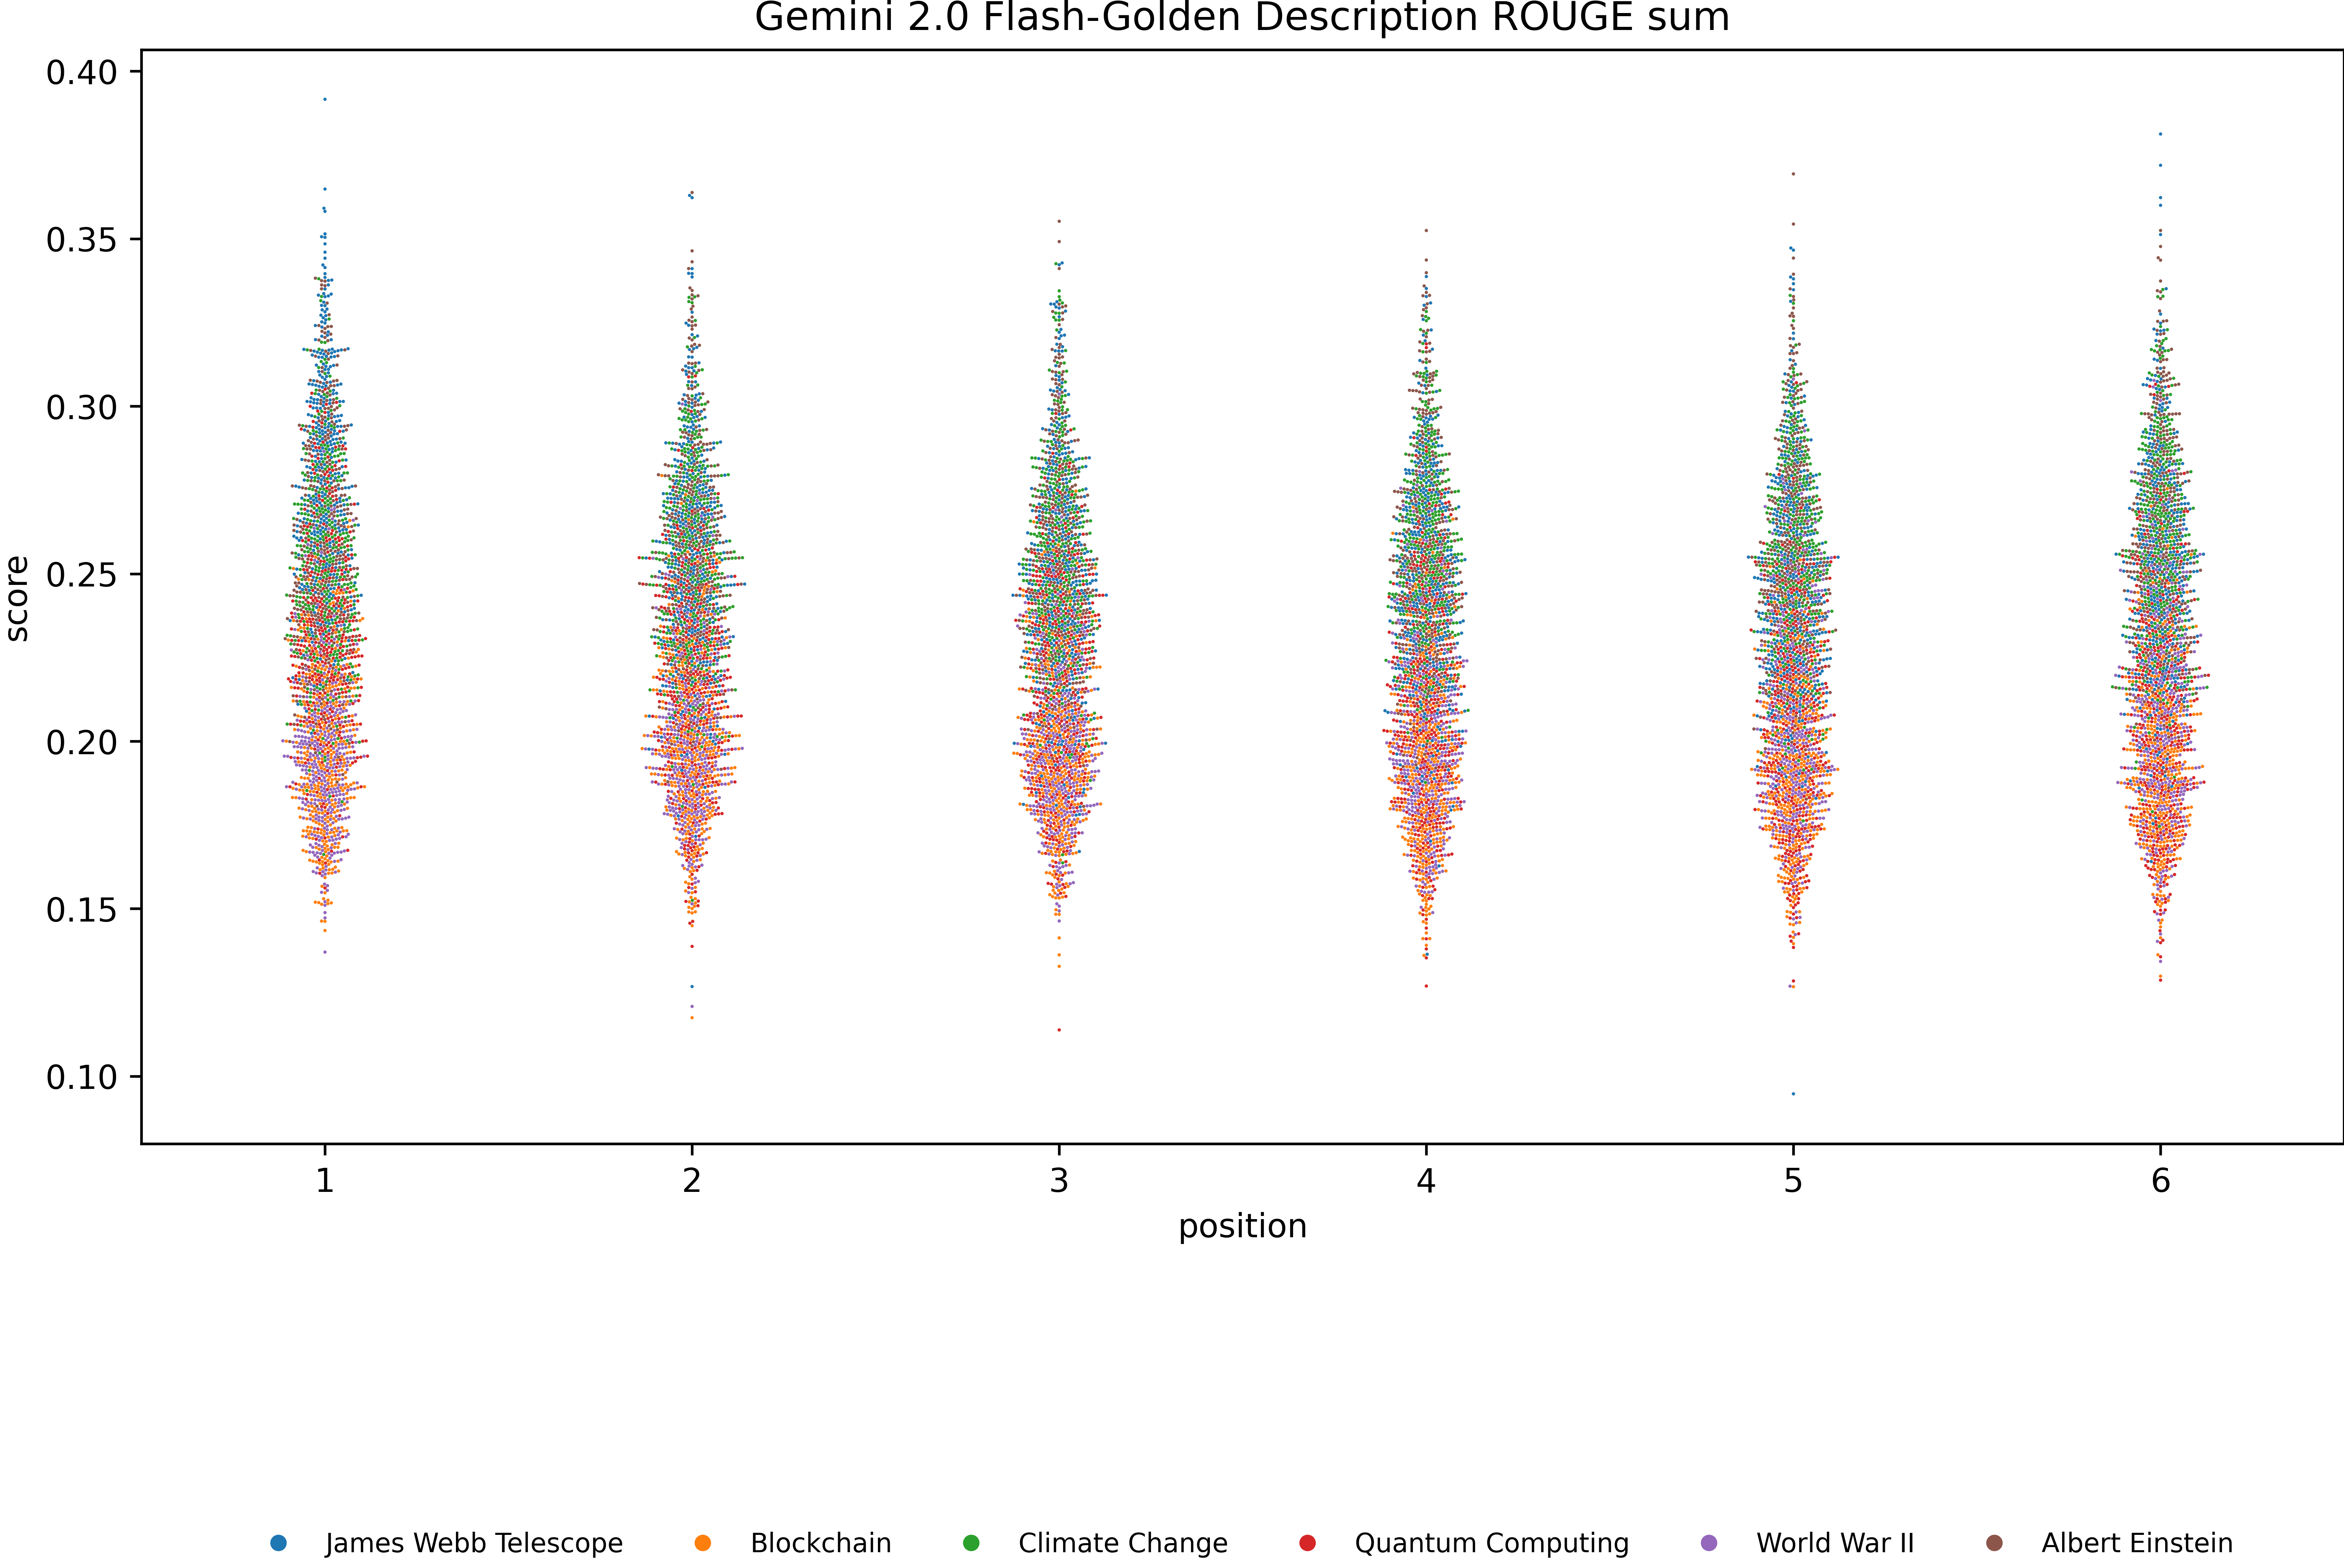 Gemini 2.0 Flash-Golden Description ROUGE sum
0.40
0.35
0.30
0.25
0.20
0.15
0.10
score
1 2 3 4 5 6
position
James Webb Telescope Blockchain Climate Change Quantum Computing World War II Albert Einstein